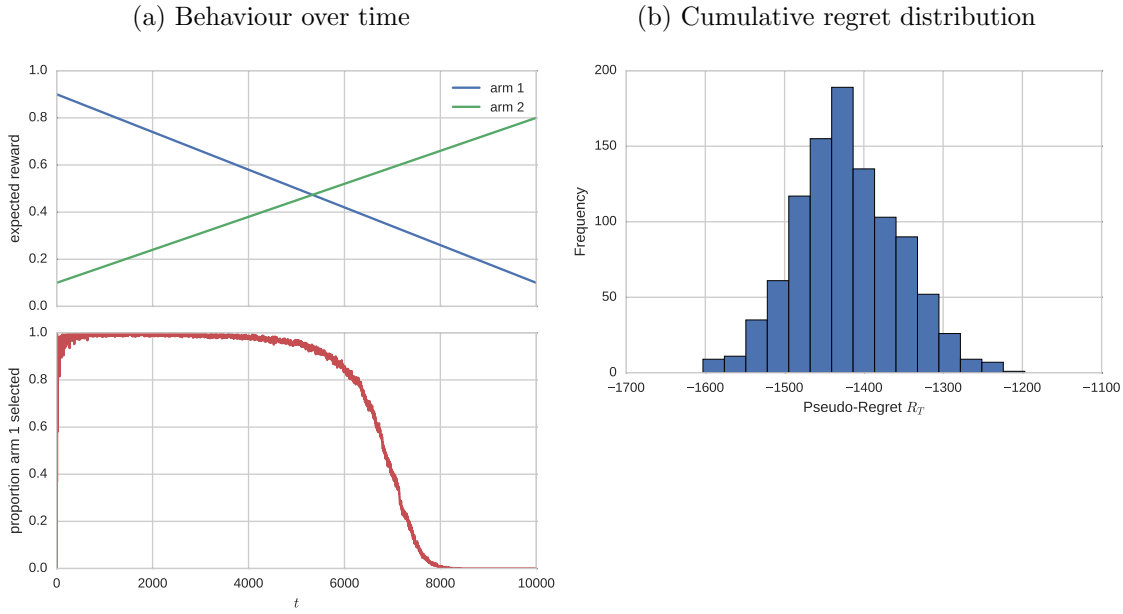 (a) Behaviour over time
(b) Cumulative regret distribution
1.0
0.8
0.6
0.4
0.2
0.0
expected reward
arm 1
arm 2
1.0
0.8
0.6
0.4
0.2
0.0
proportion arm 1 selected
0 2000 4000 6000 8000 10000
t
200
150
100
50
0
Frequency
−1700 −1600 −1500 −1400 −1300 −1200 −1100
Pseudo-Regret R_T